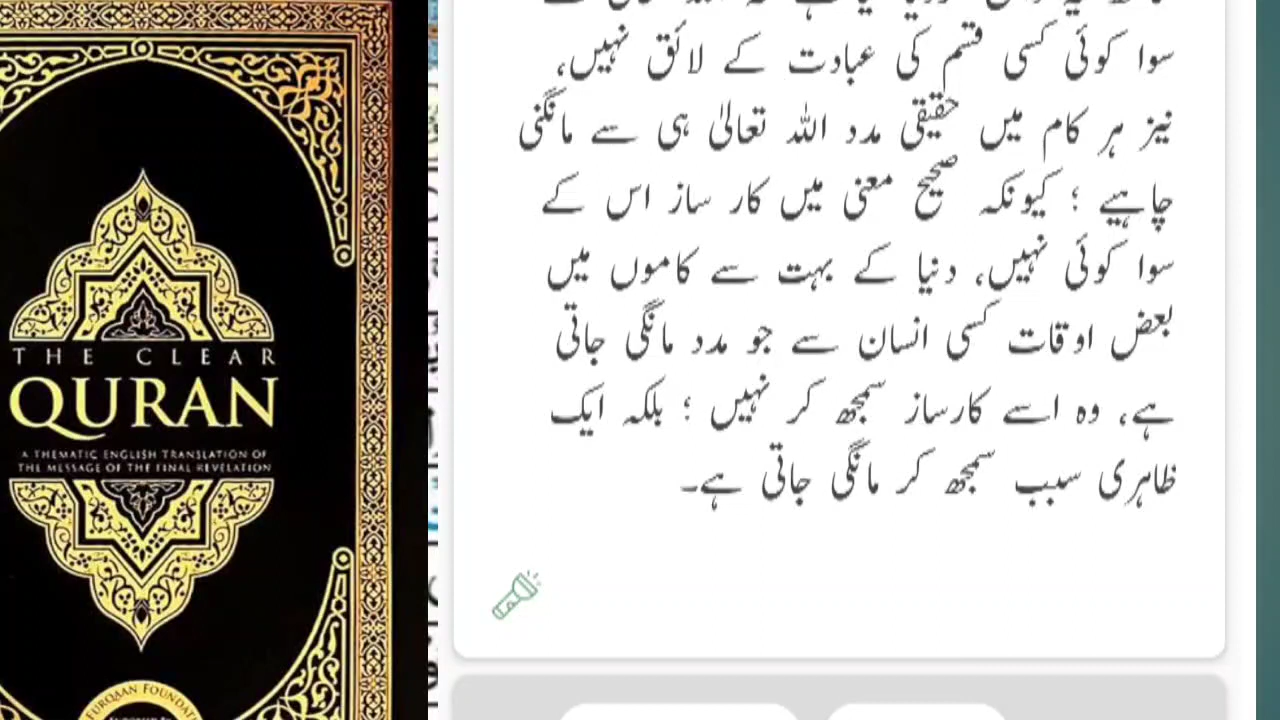 THE CLEAR
QURAN
A THEMATIC ENGLISH TRANSLATION OF
THE MESSAGE OF THE FINAL REVELATION
FURQAAN FOUNDAT
سوا کوئی کسی قسم کی عبادت کے لائق نہیں،
نیز ہر کام میں حقیقی مدد اللہ تعالیٰ ہی سے مانگنی
چاہیے ؛ کیونکہ صحیح معنی میں کار ساز اس کے
سوا کوئی نہیں، دنیا کے بہت سے کاموں میں
بعض اوقات کسی انسان سے جو مدد مانگی جاتی
ہے، وہ اسے کارساز سمجھ کر نہیں ؛ بلکہ ایک
ظاہری سبب سمجھ کر مانگی جاتی ہے۔